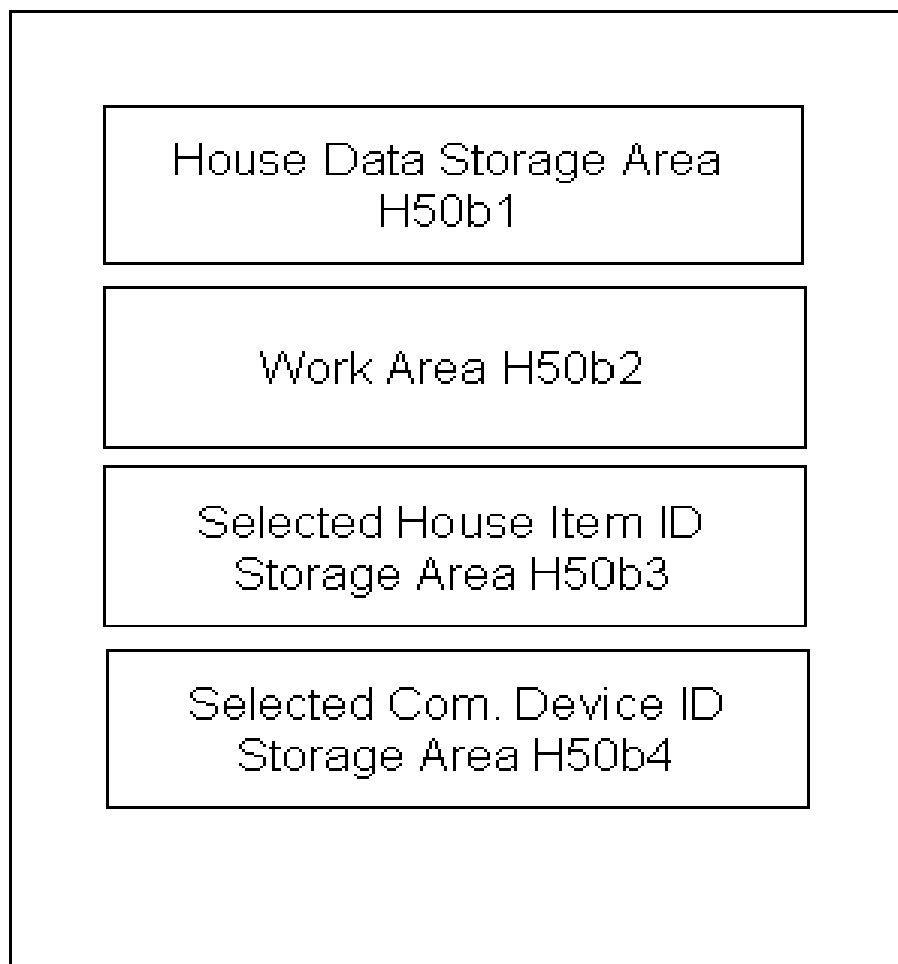 House Data Storage Area
H50b1
Work Area H50b2
Selected House Item ID
Storage Area H50b3
Selected Com. Device ID
Storage Area H50b4